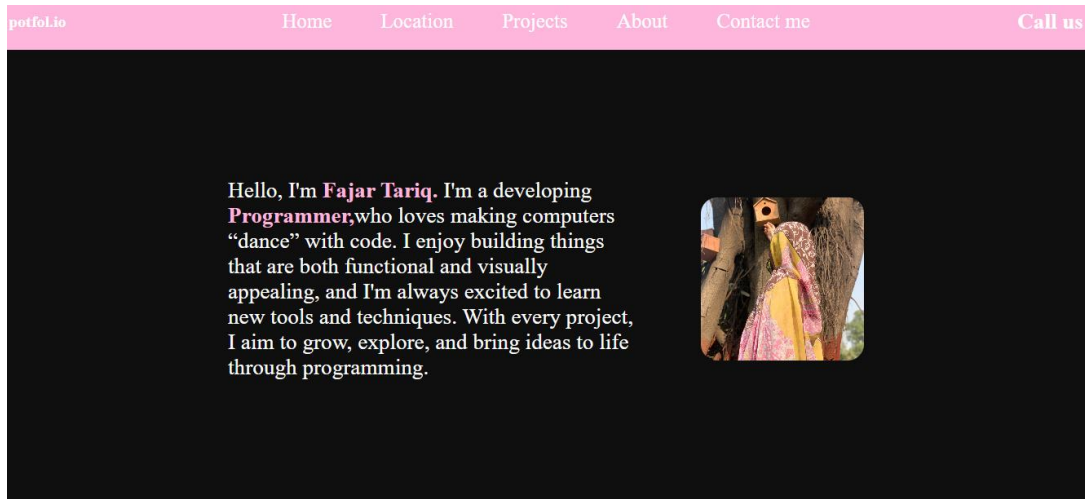 potfol.io Home Location Projects About Contact me Call us
Hello, I'm Fajar Tariq. I'm a developing
Programmer,who loves making computers
“dance” with code. I enjoy building things
that are both functional and visually
appealing, and I'm always excited to learn
new tools and techniques. With every project,
I aim to grow, explore, and bring ideas to life
through programming.